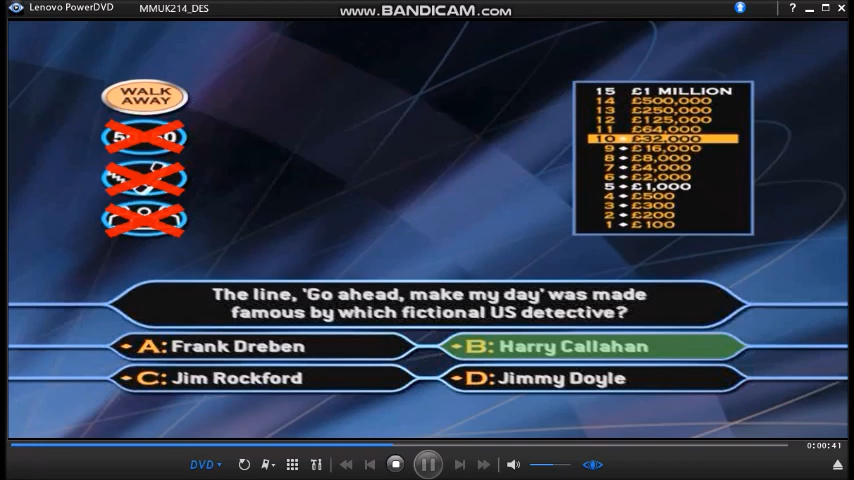 Lenovo PowerDVD
MMUK214_DES
www.BANDICAM.com
WALK
AWAY
15 £1 MILLION
14 £500,000
13 £250,000
12 £125,000
11 £64,000
10 £32,000
9 £16,000
8 £8,000
7 £4,000
6 £2,000
5 £1,000
4 £500
3 £300
2 £200
1 £100
The line, 'Go ahead, make my day' was made
famous by which fictional US detective?
A: Frank Dreben
B: Harry Callahan
C: Jim Rockford
D: Jimmy Doyle
0:00:41
DVD